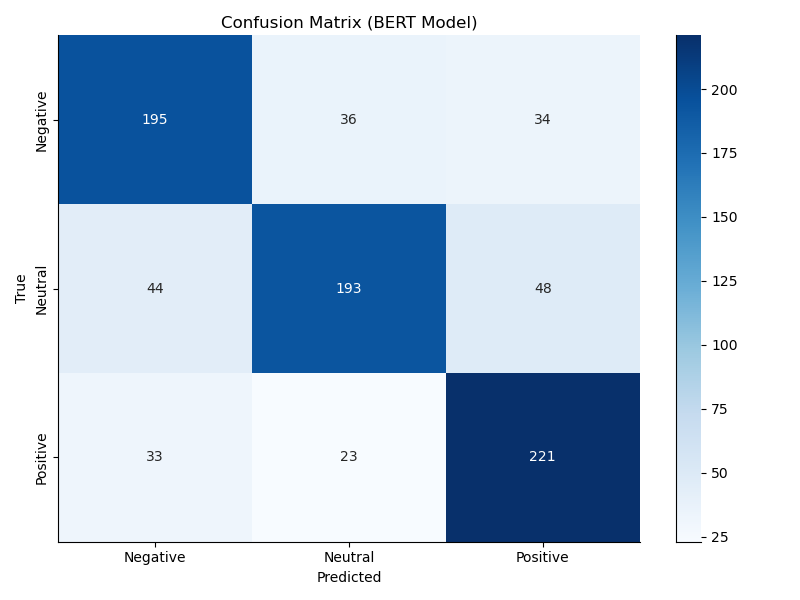 Confusion Matrix (BERT Model)
True
Negative
195
36
34
Neutral
44
193
48
Positive
33
23
221
Negative
Neutral
Positive
Predicted
200
175
150
125
100
75
50
25